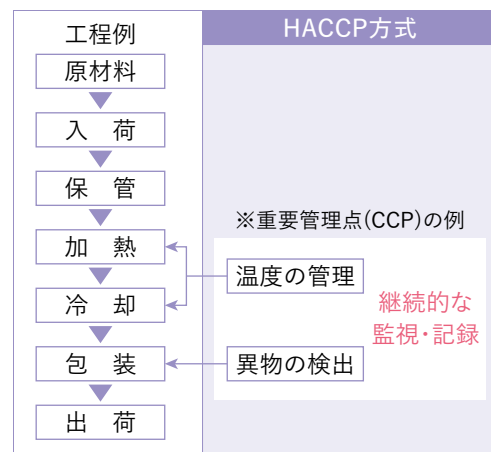 工程例
HACCP方式
原材料
入　荷
保　管
※重要管理点(CCP)の例
加　熱
温度の管理
冷　却
継続的な
監視・記録
包　装
異物の検出
出　荷